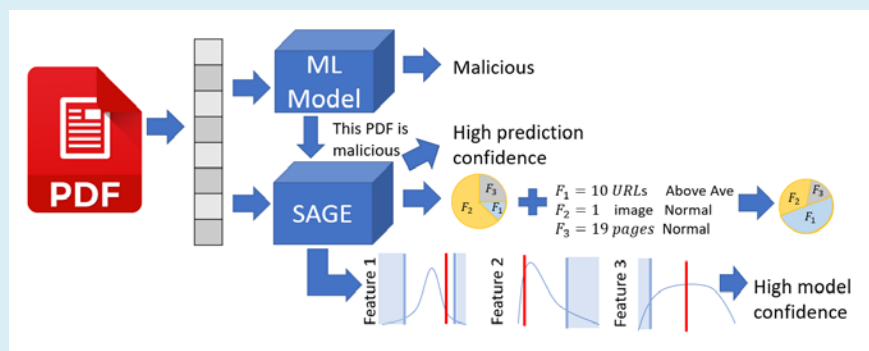 PDF
ML
Model
Malicious
This PDF is
malicious
High prediction
confidence
SAGE
F₃
F₂
F₁
F₁ = 10 URLs Above Ave
F₂ = 1 image Normal
F₃ = 19 pages Normal
F₃
F₂
F₁
Feature 1
Feature 2
Feature 3
High model
confidence